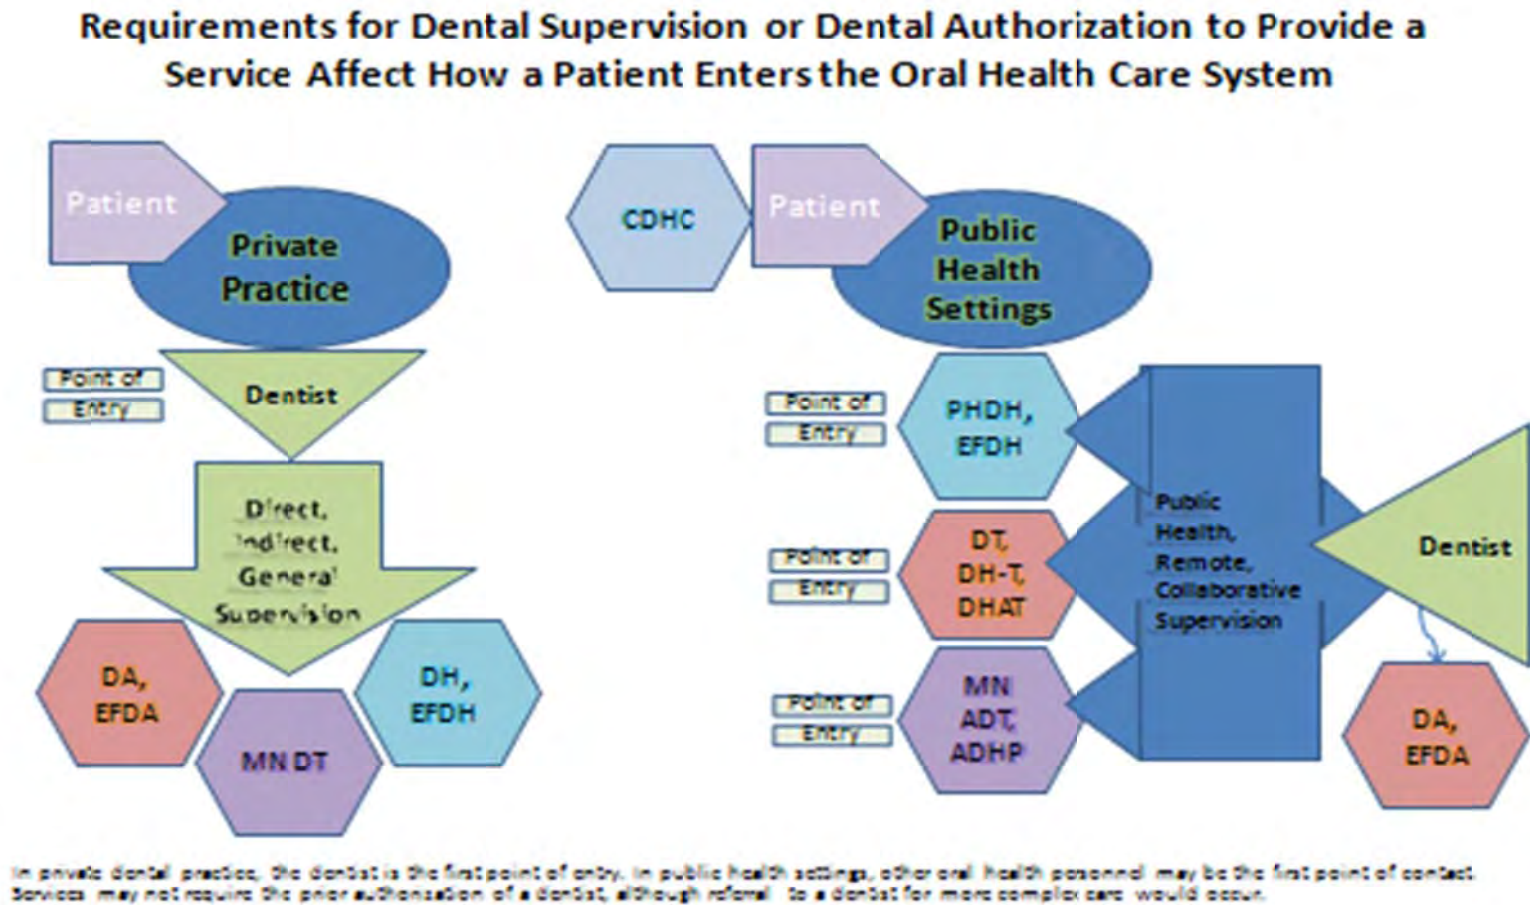 Requirements for Dental Supervision or Dental Authorization to Provide a
Service Affect How a Patient Enters the Oral Health Care System
Patient
Private
Practice
Point of
Entry
Dentist
Direct,
Indirect,
General
Supervision
DA,
EFDA
MN DT
DH,
EFDH
CDHC
Patient
Public
Health
Settings
Point of
Entry
PHDH,
EFDH
Point of
Entry
DT,
DH-T,
DHAT
Point of
Entry
MN
ADT,
ADHP
Public
Health,
Remote,
Collaborative
Supervision
Dentist
DA,
EFDA
In private dental practice, the dentist is the first point of entry. In public health settings, other oral health personnel may be the first point of contact.
Services may not require the prior authorization of a dentist, although referral to a dentist for more complex care would occur.